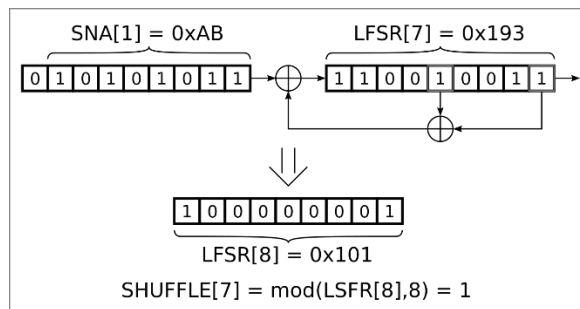 SNA[1] = 0xAB
LFSR[7] = 0x193
0 1 0 1 0 1 0 1 1
1 1 0 0 1 0 0 1 1
1 0 0 0 0 0 0 0 1
LFSR[8] = 0x101
SHUFFLE[7] = mod(LSFR[8],8) = 1